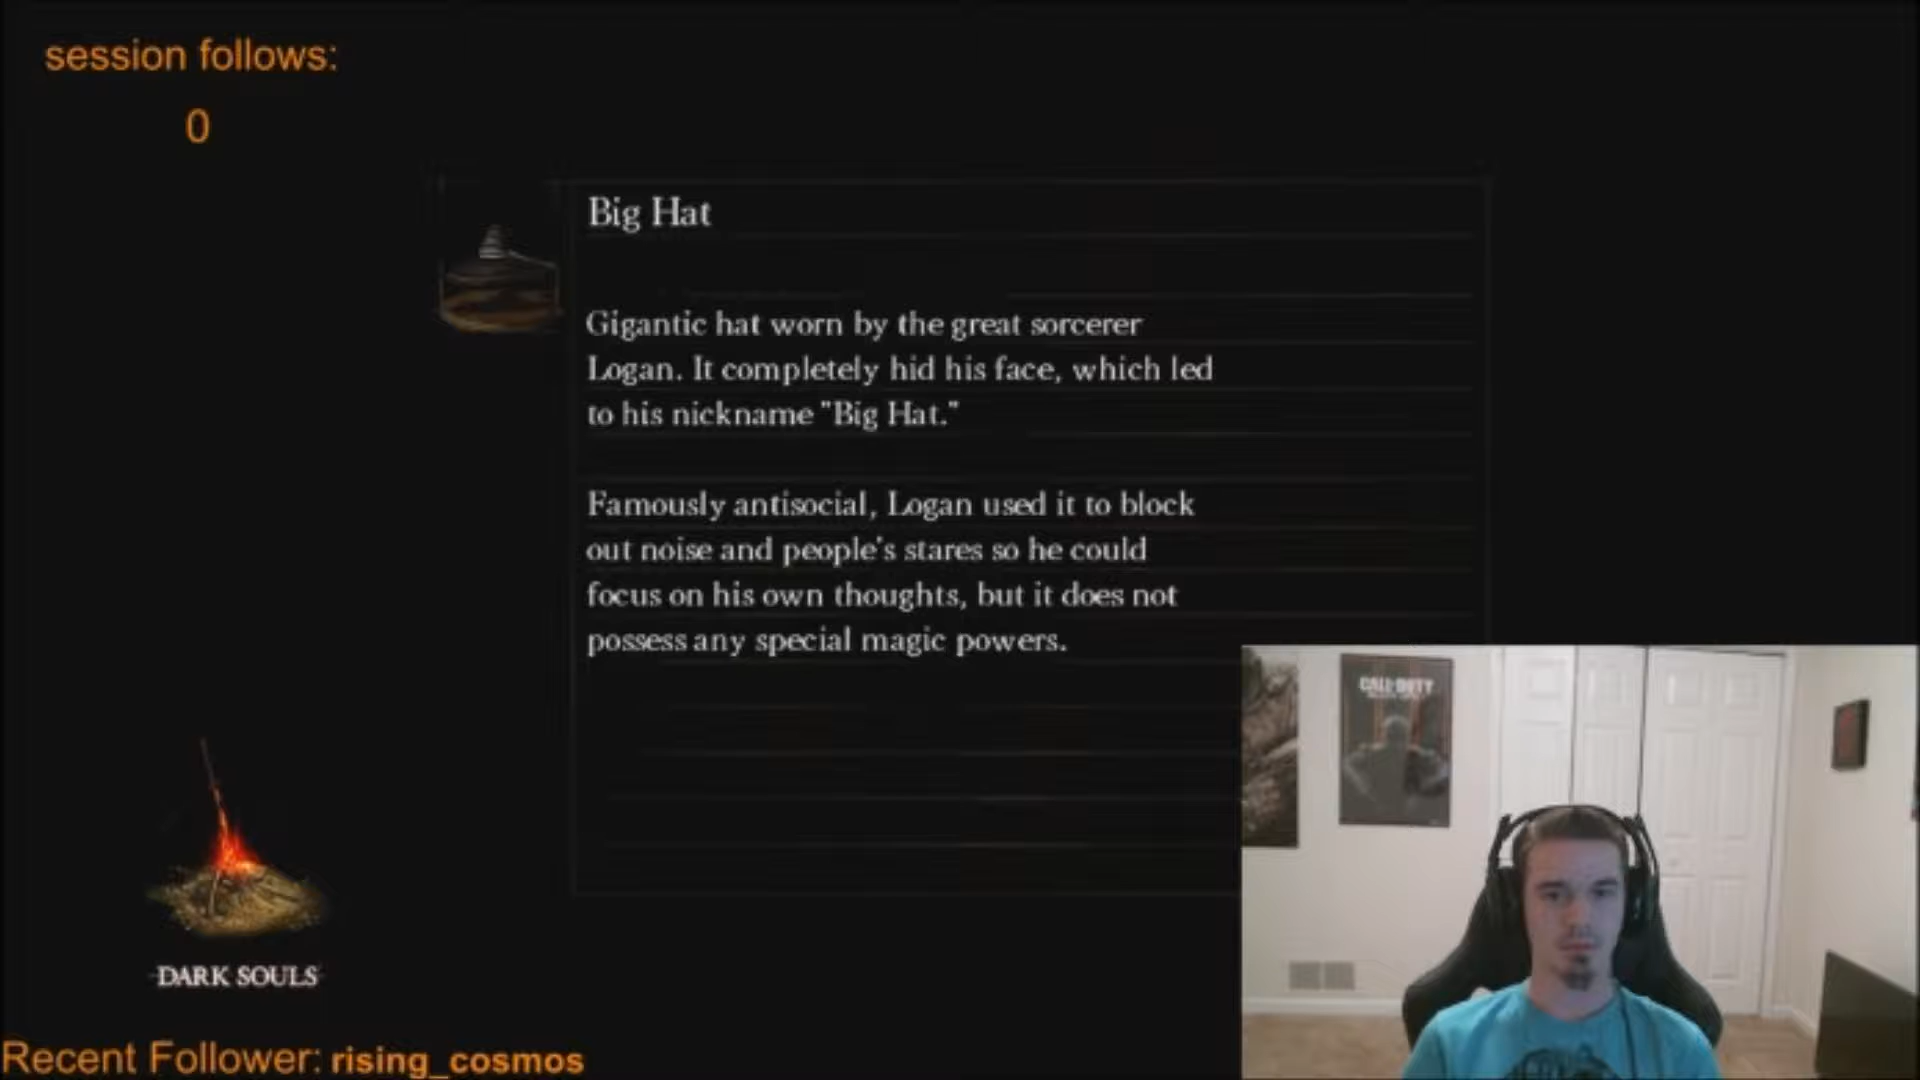 session follows:
0
Big Hat
Gigantic hat worn by the great sorcerer
Logan. It completely hid his face, which led
to his nickname "Big Hat."
Famously antisocial, Logan used it to block
out noise and people's stares so he could
focus on his own thoughts, but it does not
possess any special magic powers.
CALL OF DUTY
DARK SOULS
Recent Follower: rising_cosmos